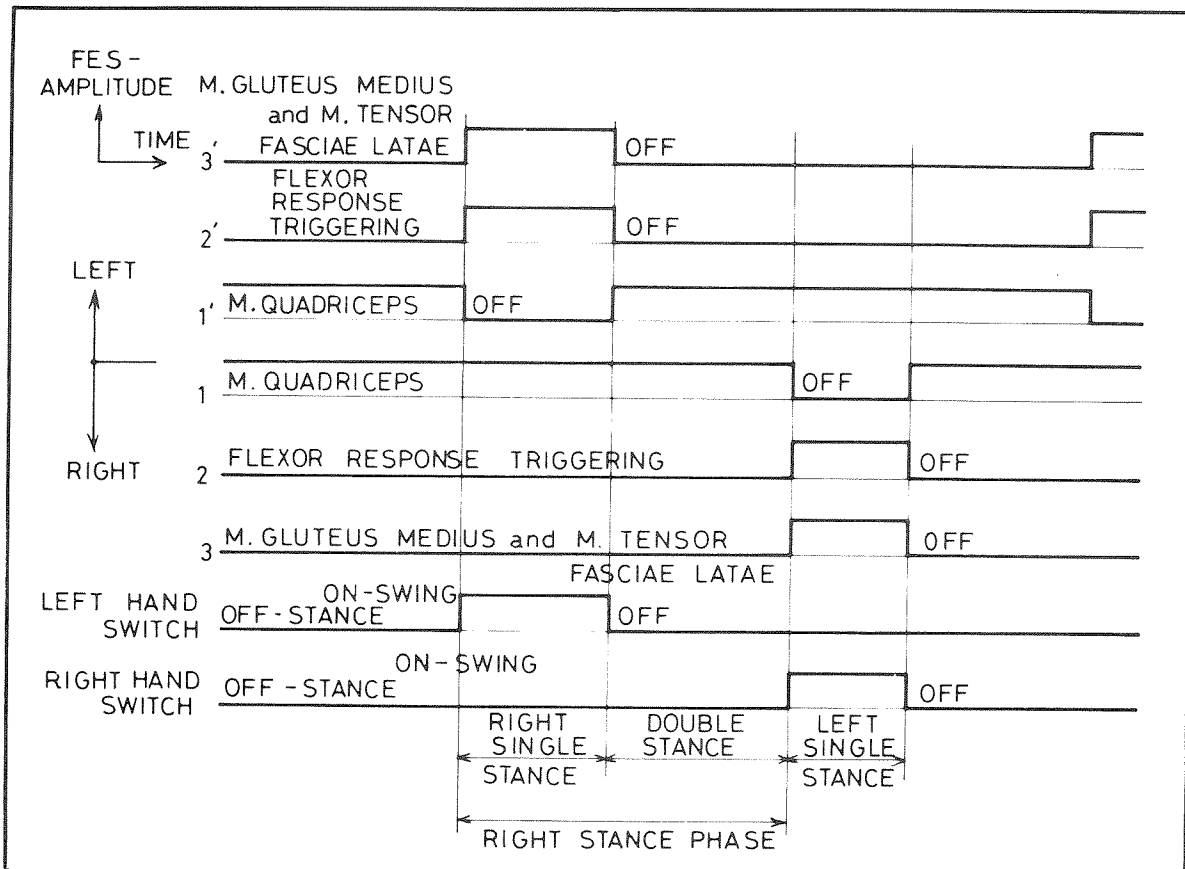 FES-
AMPLITUDE
TIME
M. GLUTEUS MEDIUS
and M. TENSOR
3' FASCIAE LATAE
OFF
FLEXOR
RESPONSE
2' TRIGGERING
OFF
LEFT
1' M. QUADRICEPS
OFF
1 M. QUADRICEPS
OFF
RIGHT
2 FLEXOR RESPONSE TRIGGERING
OFF
3 M. GLUTEUS MEDIUS and M. TENSOR
FASCIAE LATAE
OFF
LEFT HAND
SWITCH
OFF-STANCE
ON-SWING
OFF
RIGHT HAND
SWITCH
OFF-STANCE
ON-SWING
OFF
RIGHT
SINGLE
STANCE
DOUBLE
STANCE
LEFT
SINGLE
STANCE
RIGHT STANCE PHASE